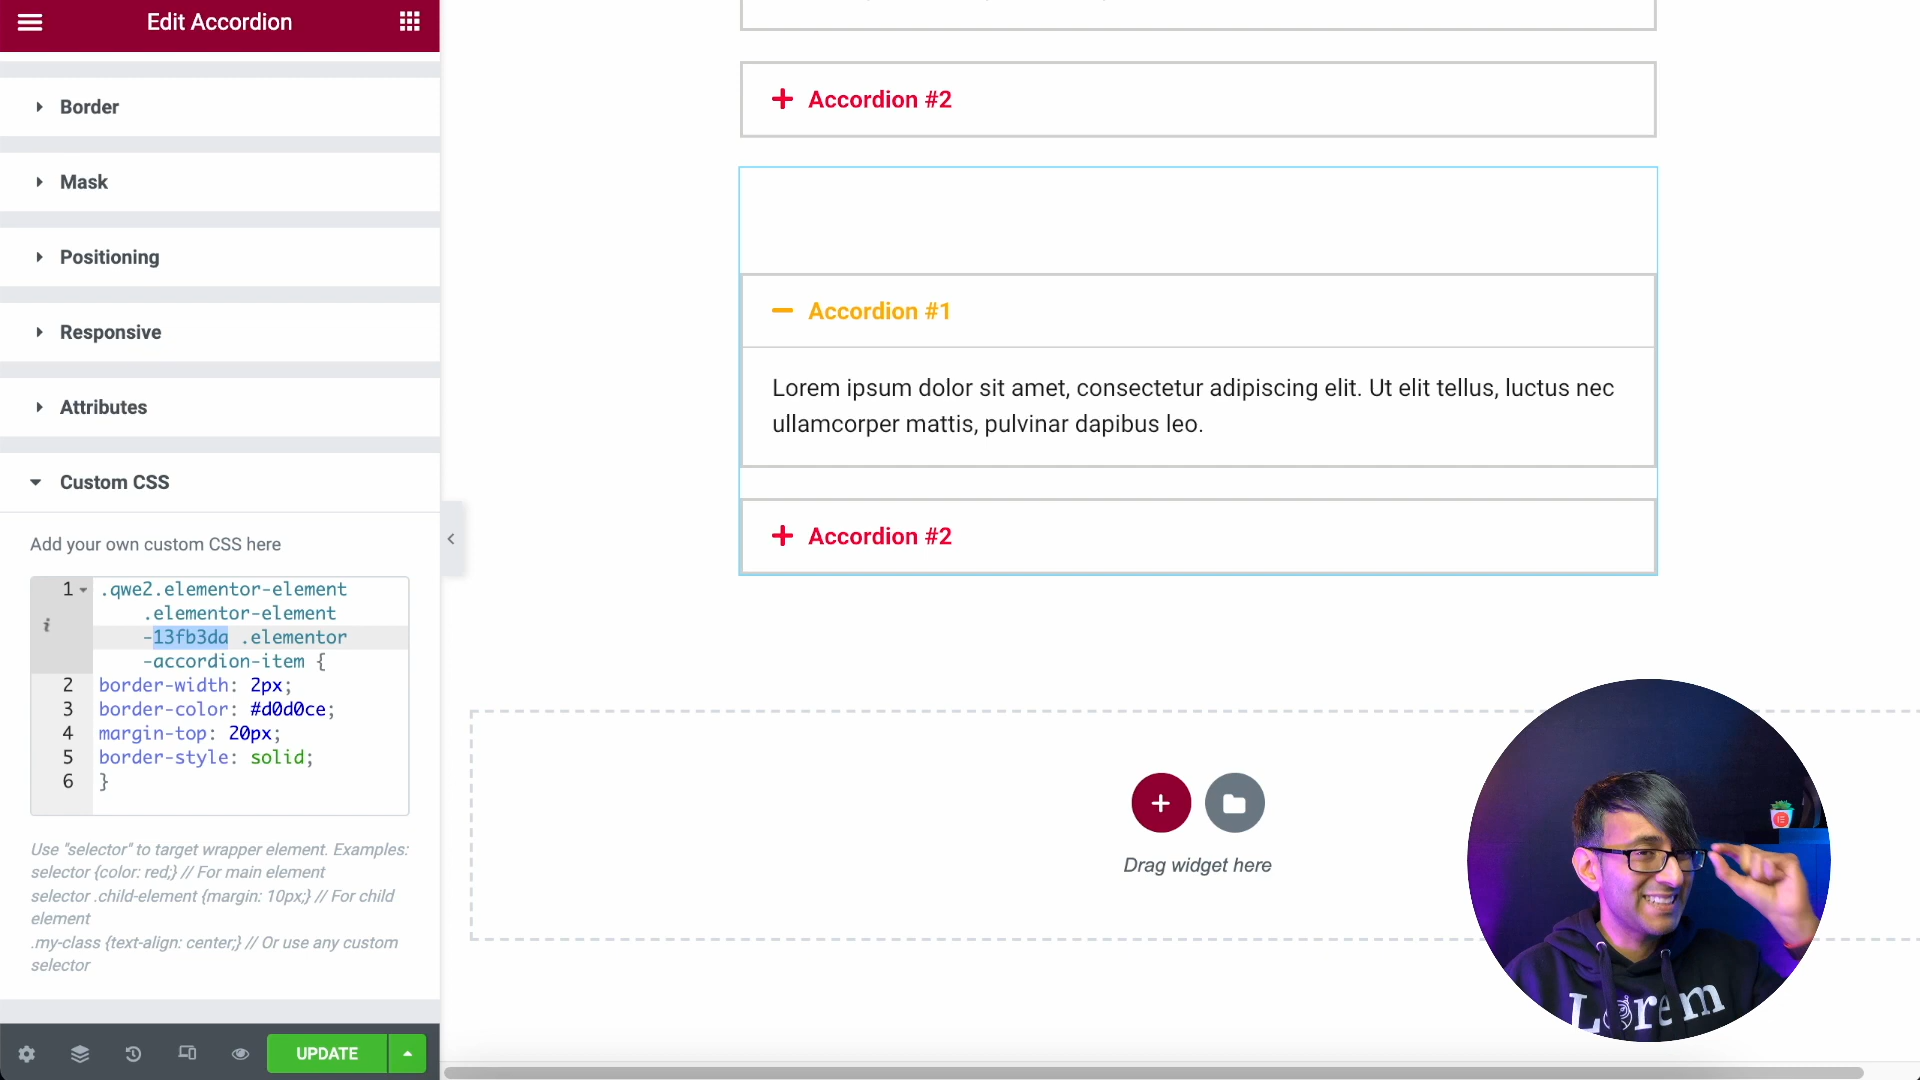 Edit Accordion
Border
Mask
Positioning
Responsive
Attributes
Custom CSS
Add your own custom CSS here
1 .qwe2.elementor-element
.elementor-element
-13fb3da .elementor
-accordion-item {
2 border-width: 2px;
3 border-color: #d0d0ce;
4 margin-top: 20px;
5 border-style: solid;
6 }
Use "selector" to target wrapper element. Examples:
selector {color: red;} // For main element
selector .child-element {margin: 10px;} // For child
element
.my-class {text-align: center;} // Or use any custom
selector
UPDATE
Accordion #2
Accordion #1
Lorem ipsum dolor sit amet, consectetur adipiscing elit. Ut elit tellus, luctus nec
ullamcorper mattis, pulvinar dapibus leo.
Accordion #2
Drag widget here
Lorem